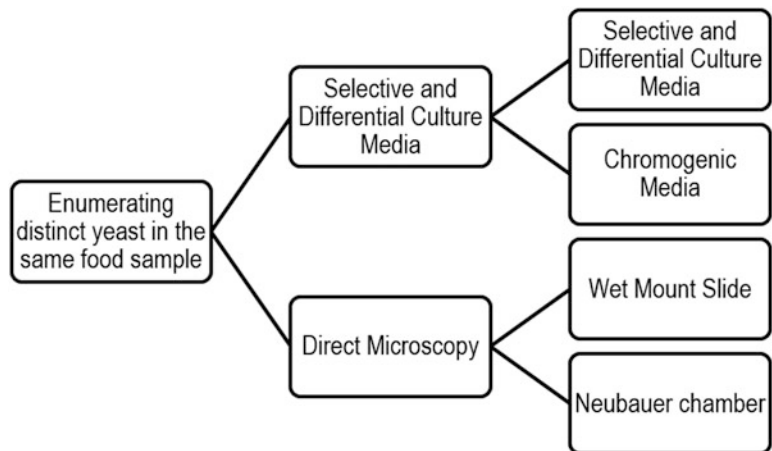 Enumerating
distinct yeast in the
same food sample
Selective and
Differential Culture
Media
Direct Microscopy
Selective and
Differential Culture
Media
Chromogenic
Media
Wet Mount Slide
Neubauer chamber